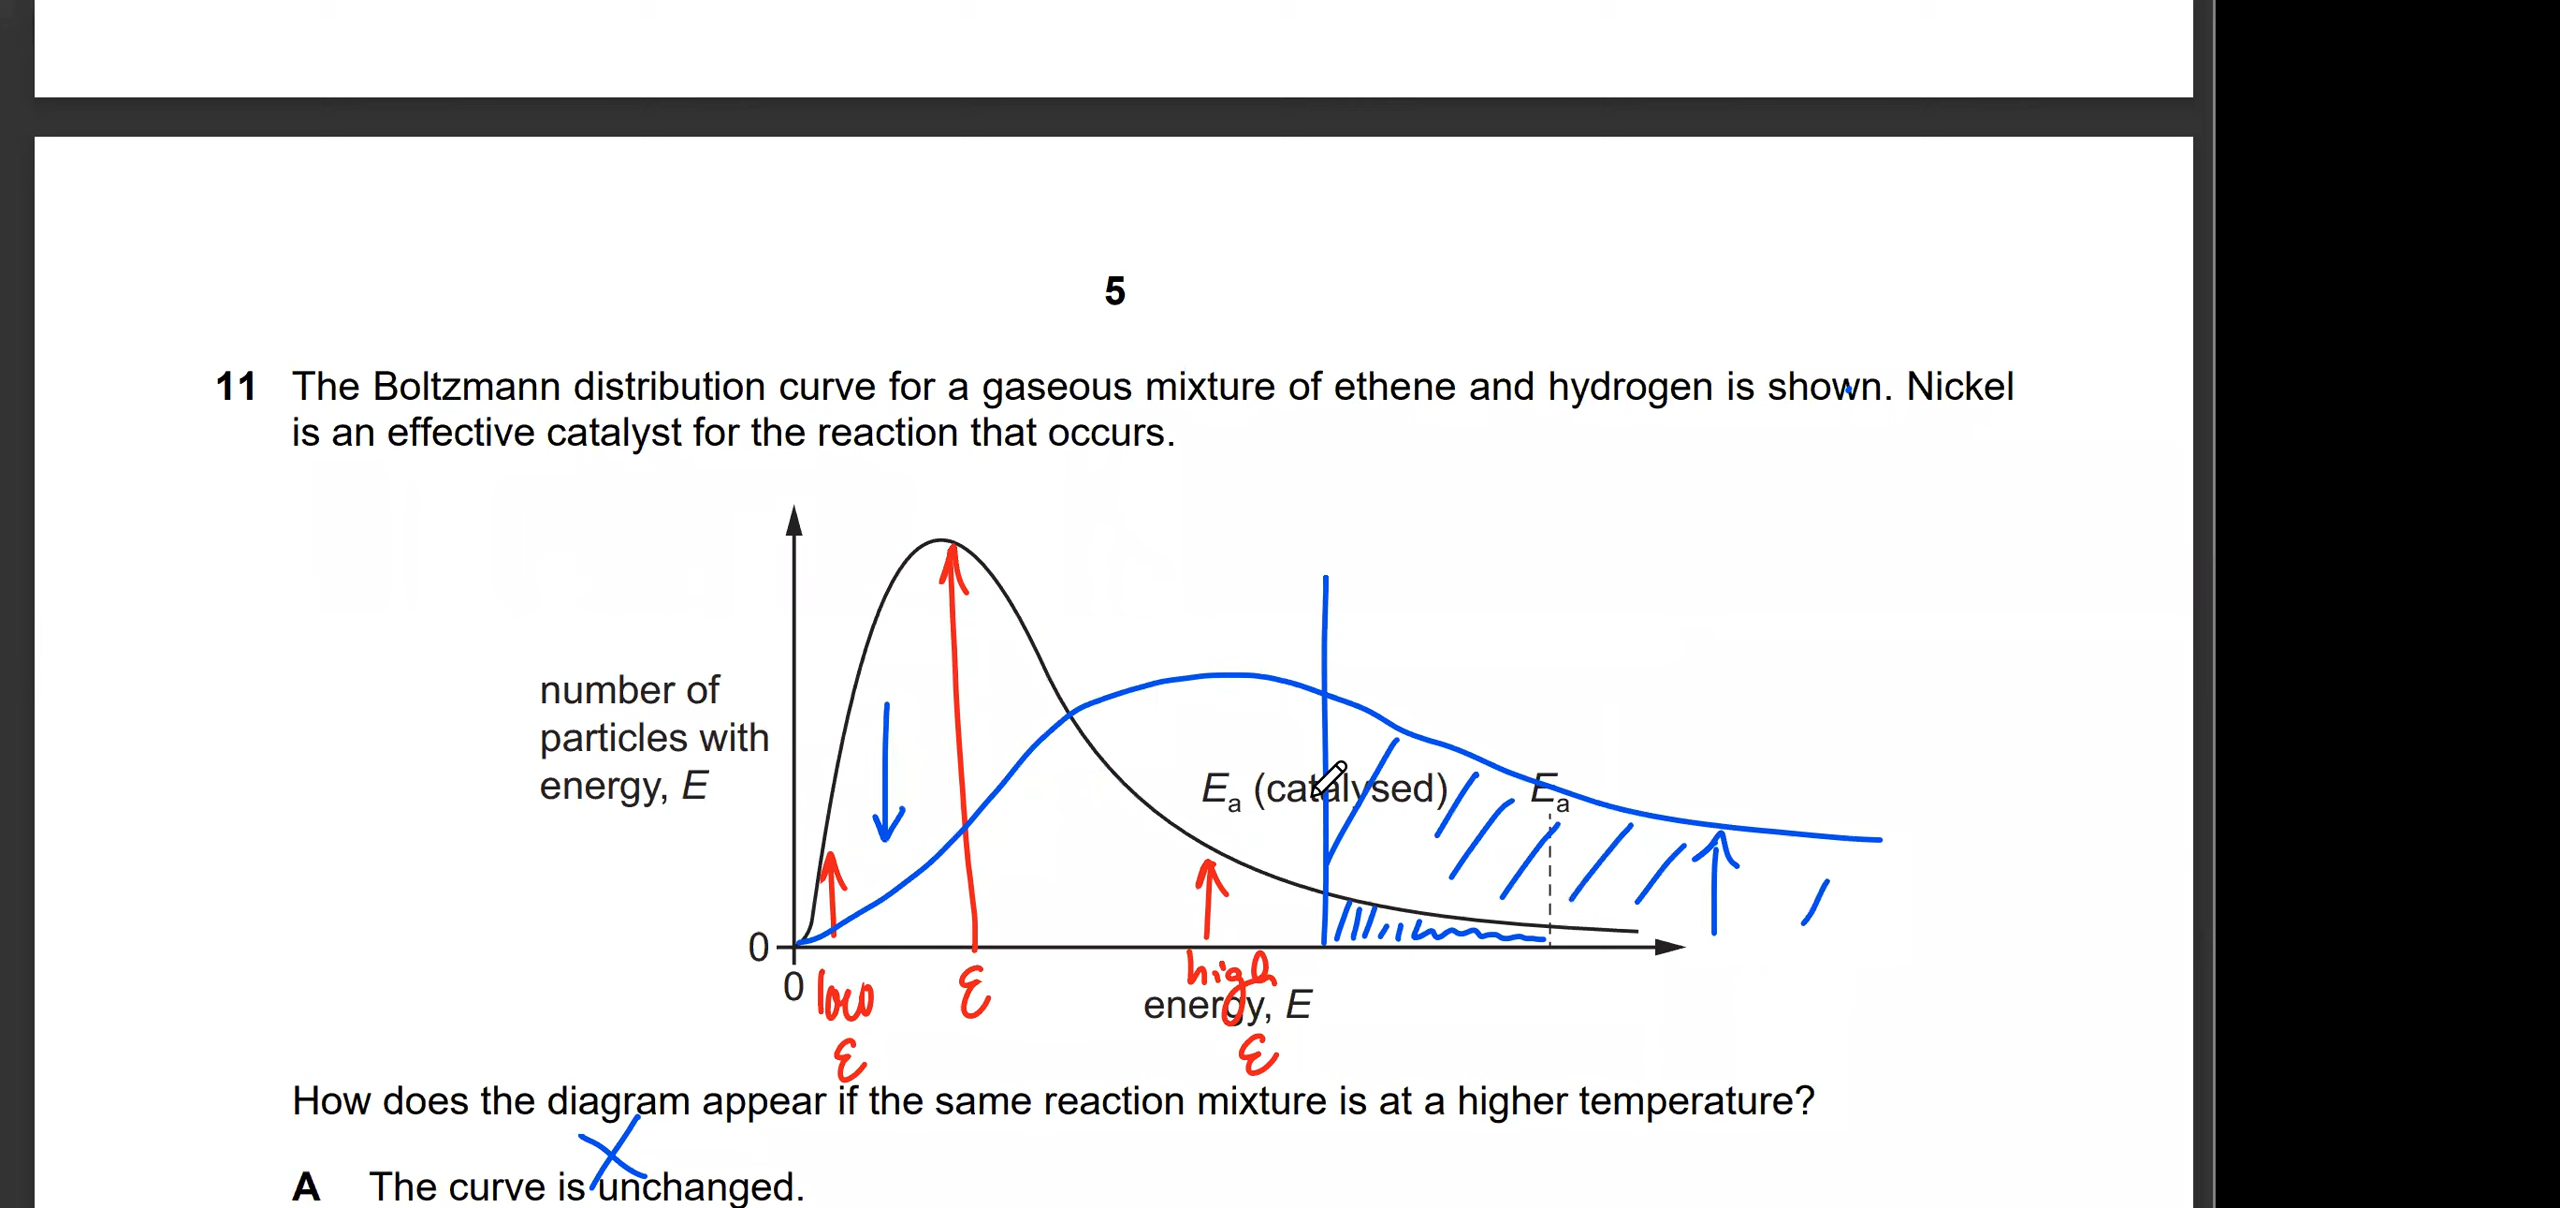 5
11 The Boltzmann distribution curve for a gaseous mixture of ethene and hydrogen is shown. Nickel
is an effective catalyst for the reaction that occurs.
number of
particles with
energy, E
Ea (catalysed)
Ea
0
0
low
E
E
high
E
energy, E
How does the diagram appear if the same reaction mixture is at a higher temperature?
A The curve is unchanged.